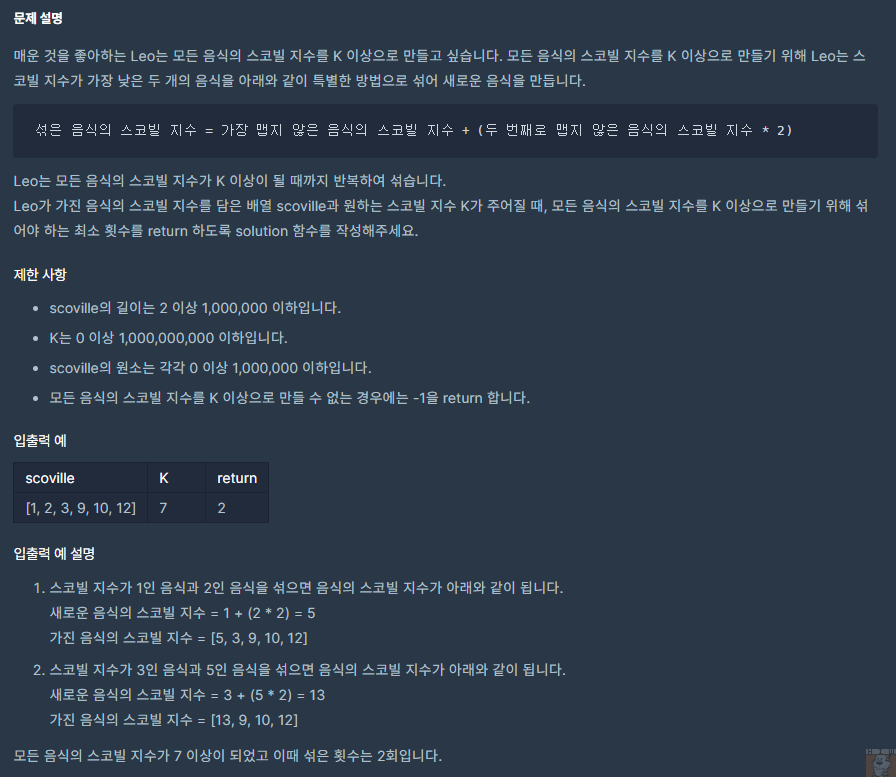 문제 설명
매운 것을 좋아하는 Leo는 모든 음식의 스코빌 지수를 K 이상으로 만들고 싶습니다. 모든 음식의 스코빌 지수를 K 이상으로 만들기 위해 Leo는 스
코빌 지수가 가장 낮은 두 개의 음식을 아래와 같이 특별한 방법으로 섞어 새로운 음식을 만듭니다.
섞은 음식의 스코빌 지수 = 가장 맵지 않은 음식의 스코빌 지수 + (두 번째로 맵지 않은 음식의 스코빌 지수 * 2)
Leo는 모든 음식의 스코빌 지수가 K 이상이 될 때까지 반복하여 섞습니다.
Leo가 가진 음식의 스코빌 지수를 담은 배열 scoville과 원하는 스코빌 지수 K가 주어질 때, 모든 음식의 스코빌 지수를 K 이상으로 만들기 위해 섞
어야 하는 최소 횟수를 return 하도록 solution 함수를 작성해주세요.
제한 사항
• scoville의 길이는 2 이상 1,000,000 이하입니다.
• K는 0 이상 1,000,000,000 이하입니다.
• scoville의 원소는 각각 0 이상 1,000,000 이하입니다.
• 모든 음식의 스코빌 지수를 K 이상으로 만들 수 없는 경우에는 -1을 return 합니다.
입출력 예
scoville K return
[1, 2, 3, 9, 10, 12] 7 2
입출력 예 설명
1. 스코빌 지수가 1인 음식과 2인 음식을 섞으면 음식의 스코빌 지수가 아래와 같이 됩니다.
새로운 음식의 스코빌 지수 = 1 + (2 * 2) = 5
가진 음식의 스코빌 지수 = [5, 3, 9, 10, 12]
2. 스코빌 지수가 3인 음식과 5인 음식을 섞으면 음식의 스코빌 지수가 아래와 같이 됩니다.
새로운 음식의 스코빌 지수 = 3 + (5 * 2) = 13
가진 음식의 스코빌 지수 = [13, 9, 10, 12]
모든 음식의 스코빌 지수가 7 이상이 되었고 이때 섞은 횟수는 2회입니다.